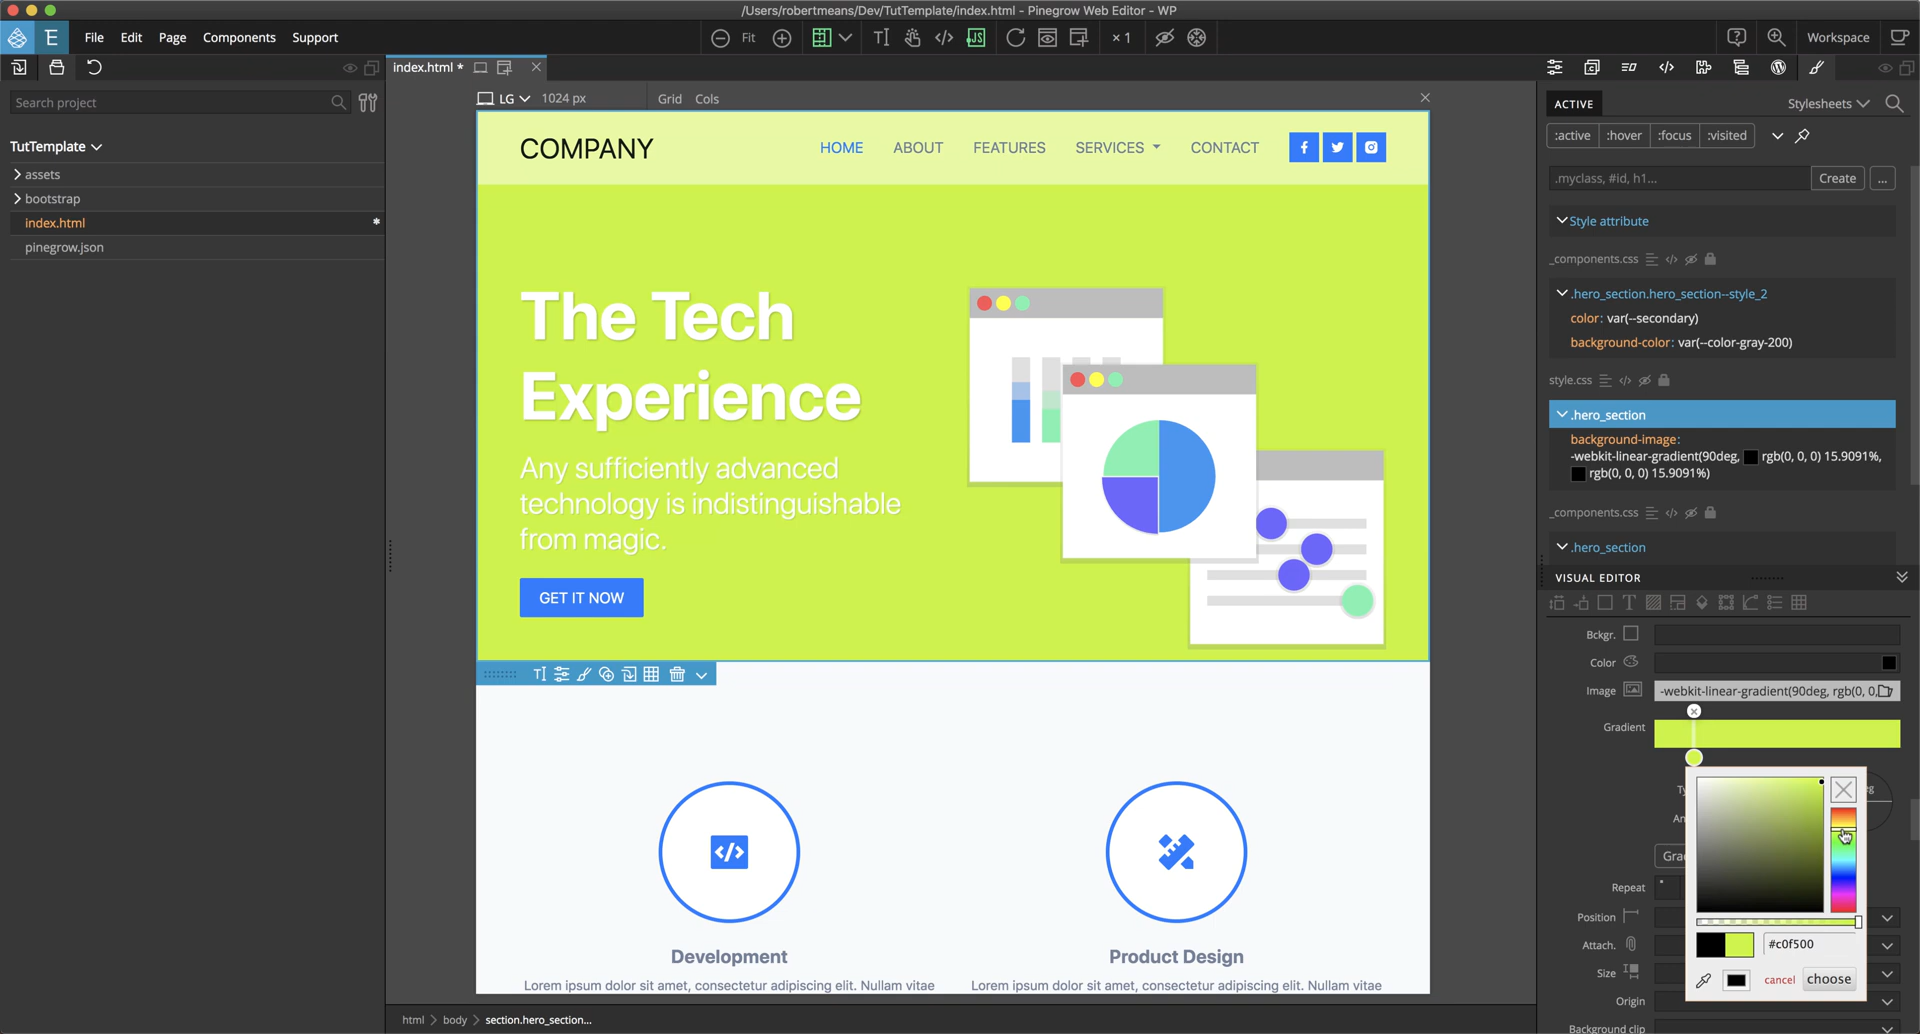 /Users/robertmeans/Dev/TutTemplate/index.html - Pinegrow Web Editor - WP
E File Edit Page Components Support
Fit
JS
× 1
Workspace
index.html *
Search project
TutTemplate
assets
bootstrap
index.html *
pinegrow.json
LG 1024 px Grid Cols
COMPANY
HOME ABOUT FEATURES SERVICES CONTACT
The Tech
Experience
Any sufficiently advanced
technology is indistinguishable
from magic.
GET IT NOW
Development
Product Design
Lorem ipsum dolor sit amet, consectetur adipiscing elit. Nullam vitae
Lorem ipsum dolor sit amet, consectetur adipiscing elit. Nullam vitae
html body section.hero_section...
ACTIVE Stylesheets
:active :hover :focus :visited
.myclass, #id, h1... Create ...
Style attribute
_components.css
.hero_section.hero_section--style_2
color: var(--secondary)
background-color: var(--color-gray-200)
style.css
.hero_section
background-image:
-webkit-linear-gradient(90deg, rgb(0, 0, 0) 15.9091%,
rgb(0, 0, 0) 15.9091%)
_components.css
.hero_section
VISUAL EDITOR
Bckgr.
Color
Image -webkit-linear-gradient(90deg, rgb(0, 0,
Gradient
Repeat
Position
Attach.
#c0f500
Size
cancel choose
Origin
Background clip